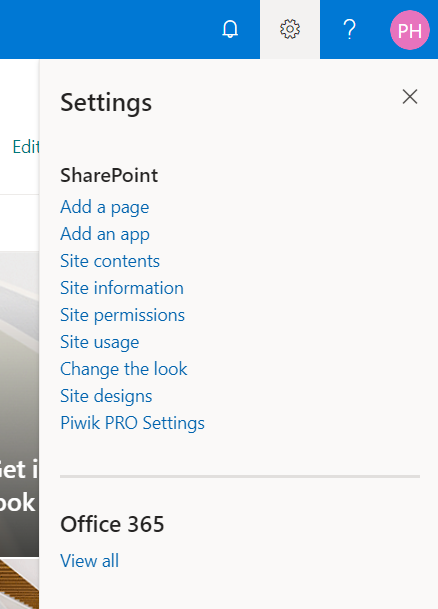 PH
Edit
Settings
SharePoint
Add a page
Add an app
Site contents
Site information
Site permissions
Site usage
Change the look
Site designs
Piwik PRO Settings
Office 365
View all